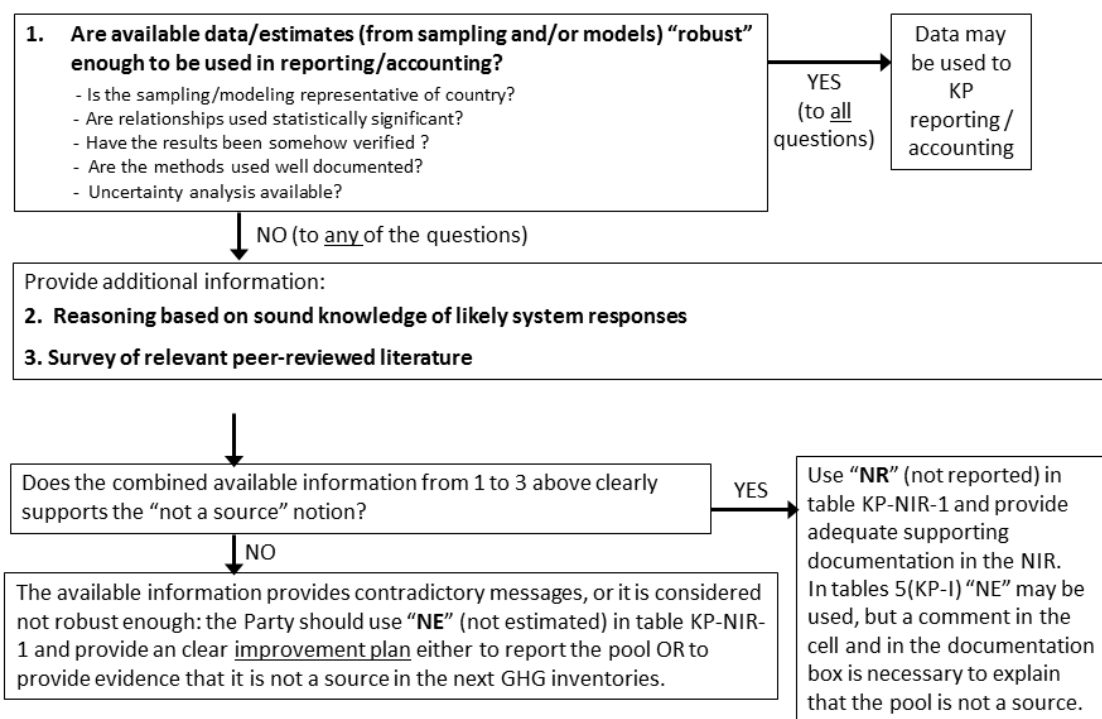 1. Are available data/estimates (from sampling and/or models) “robust”
enough to be used in reporting/accounting?
- Is the sampling/modeling representative of country?
- Are relationships used statistically significant?
- Have the results been somehow verified ?
- Are the methods used well documented?
- Uncertainty analysis available?
YES
(to all
questions)
Data may
be used to
KP
reporting /
accounting
NO (to any of the questions)
Provide additional information:
2. Reasoning based on sound knowledge of likely system responses
3. Survey of relevant peer-reviewed literature
Does the combined available information from 1 to 3 above clearly
supports the “not a source” notion?
YES
Use “NR” (not reported) in
table KP-NIR-1 and provide
adequate supporting
documentation in the NIR.
In tables 5(KP-I) “NE” may be
used, but a comment in the
cell and in the documentation
box is necessary to explain
that the pool is not a source.
NO
The available information provides contradictory messages, or it is considered
not robust enough: the Party should use “NE” (not estimated) in table KP-NIR-
1 and provide an clear improvement plan either to report the pool OR to
provide evidence that it is not a source in the next GHG inventories.